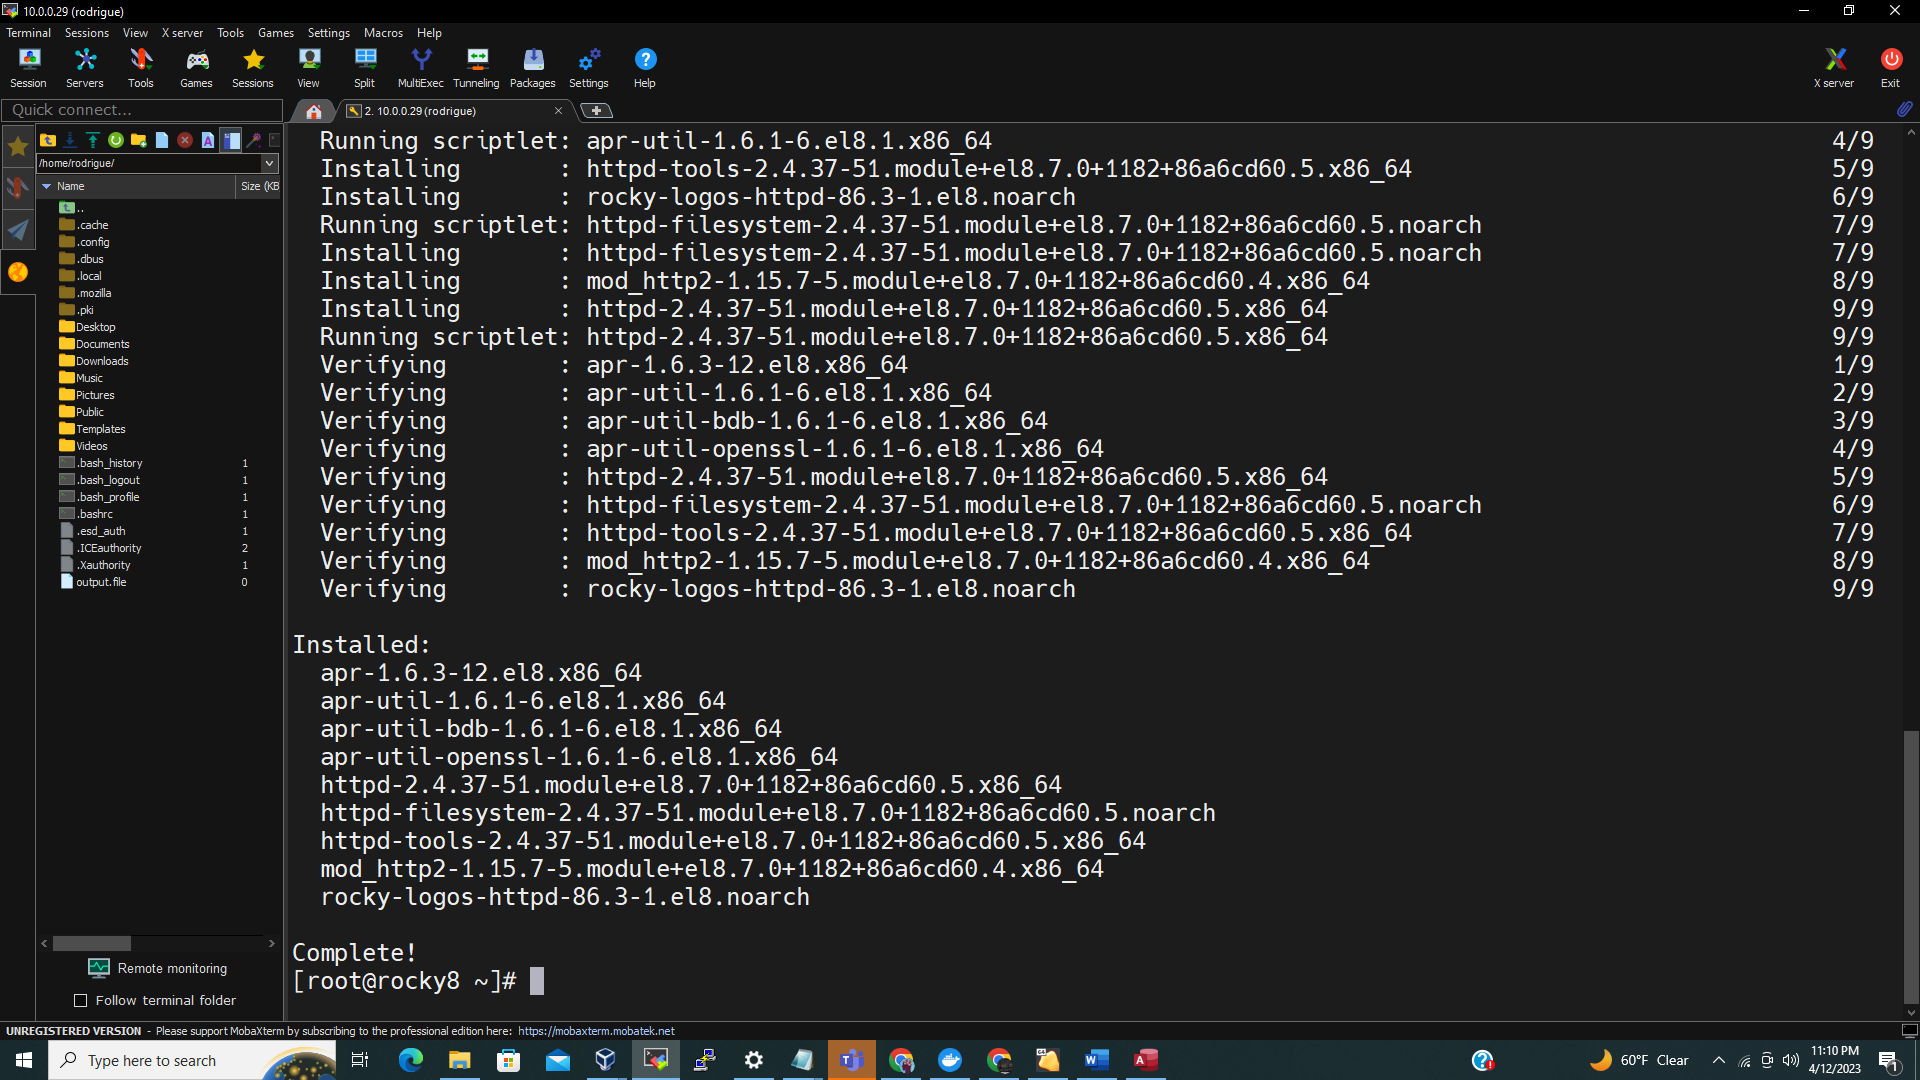 10.0.0.29 (rodrigue)
Terminal Sessions View X server Tools Games Settings Macros Help
Session Servers Tools Games Sessions View Split MultiExec Tunneling Packages Settings Help X server Exit
Quick connect... 2. 10.0.0.29 (rodrigue)
/home/rodrigue/
Name Size (KB
..
.cache
.config
.dbus
.local
.mozilla
.pki
Desktop
Documents
Downloads
Music
Pictures
Public
Templates
Videos
.bash_history 1
.bash_logout 1
.bash_profile 1
.bashrc 1
.esd_auth 1
.ICEauthority 2
.Xauthority 1
output.file 0
Remote monitoring
Follow terminal folder
Running scriptlet: apr-util-1.6.1-6.el8.1.x86_64 4/9
Installing : httpd-tools-2.4.37-51.module+el8.7.0+1182+86a6cd60.5.x86_64 5/9
Installing : rocky-logos-httpd-86.3-1.el8.noarch 6/9
Running scriptlet: httpd-filesystem-2.4.37-51.module+el8.7.0+1182+86a6cd60.5.noarch 7/9
Installing : httpd-filesystem-2.4.37-51.module+el8.7.0+1182+86a6cd60.5.noarch 7/9
Installing : mod_http2-1.15.7-5.module+el8.7.0+1182+86a6cd60.4.x86_64 8/9
Installing : httpd-2.4.37-51.module+el8.7.0+1182+86a6cd60.5.x86_64 9/9
Running scriptlet: httpd-2.4.37-51.module+el8.7.0+1182+86a6cd60.5.x86_64 9/9
Verifying : apr-1.6.3-12.el8.x86_64 1/9
Verifying : apr-util-1.6.1-6.el8.1.x86_64 2/9
Verifying : apr-util-bdb-1.6.1-6.el8.1.x86_64 3/9
Verifying : apr-util-openssl-1.6.1-6.el8.1.x86_64 4/9
Verifying : httpd-2.4.37-51.module+el8.7.0+1182+86a6cd60.5.x86_64 5/9
Verifying : httpd-filesystem-2.4.37-51.module+el8.7.0+1182+86a6cd60.5.noarch 6/9
Verifying : httpd-tools-2.4.37-51.module+el8.7.0+1182+86a6cd60.5.x86_64 7/9
Verifying : mod_http2-1.15.7-5.module+el8.7.0+1182+86a6cd60.4.x86_64 8/9
Verifying : rocky-logos-httpd-86.3-1.el8.noarch 9/9
Installed:
apr-1.6.3-12.el8.x86_64
apr-util-1.6.1-6.el8.1.x86_64
apr-util-bdb-1.6.1-6.el8.1.x86_64
apr-util-openssl-1.6.1-6.el8.1.x86_64
httpd-2.4.37-51.module+el8.7.0+1182+86a6cd60.5.x86_64
httpd-filesystem-2.4.37-51.module+el8.7.0+1182+86a6cd60.5.noarch
httpd-tools-2.4.37-51.module+el8.7.0+1182+86a6cd60.5.x86_64
mod_http2-1.15.7-5.module+el8.7.0+1182+86a6cd60.4.x86_64
rocky-logos-httpd-86.3-1.el8.noarch
Complete!
[root@rocky8 ~]#
UNREGISTERED VERSION - Please support MobaXterm by subscribing to the professional edition here: https://mobaxterm.mobatek.net
Type here to search 60°F Clear 11:10 PM
4/12/2023
1